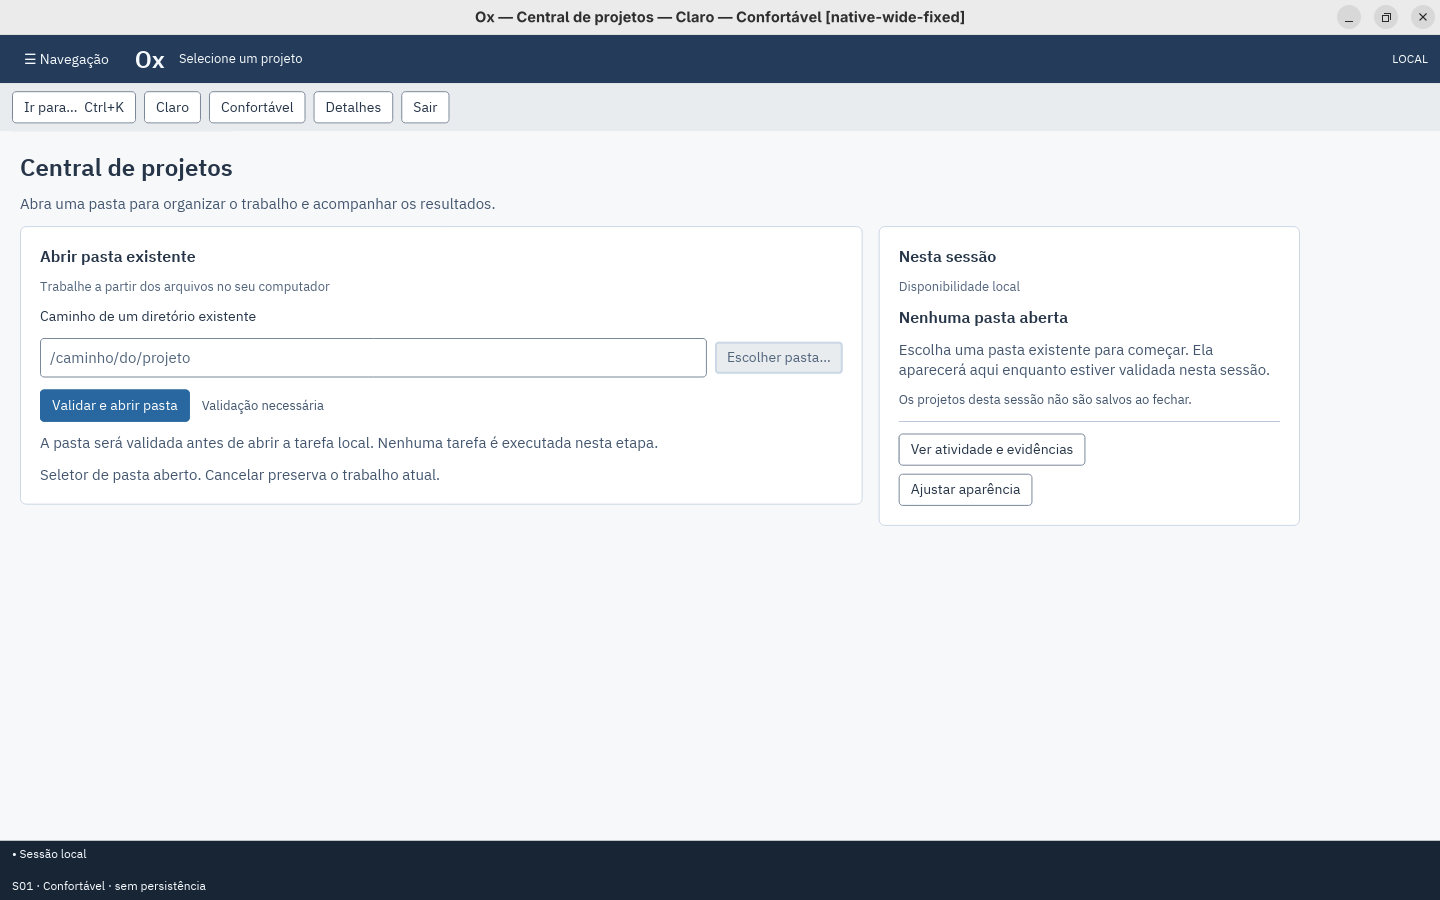 Ox — Central de projetos — Claro — Confortável [native-wide-fixed]
☰ Navegação Ox Selecione um projeto LOCAL
Ir para... Ctrl+K Claro Confortável Detalhes Sair
Central de projetos
Abra uma pasta para organizar o trabalho e acompanhar os resultados.
Abrir pasta existente
Trabalhe a partir dos arquivos no seu computador
Caminho de um diretório existente
/caminho/do/projeto Escolher pasta...
Validar e abrir pasta Validação necessária
A pasta será validada antes de abrir a tarefa local. Nenhuma tarefa é executada nesta etapa.
Seletor de pasta aberto. Cancelar preserva o trabalho atual.
Nesta sessão
Disponibilidade local
Nenhuma pasta aberta
Escolha uma pasta existente para começar. Ela
aparecerá aqui enquanto estiver validada nesta sessão.
Os projetos desta sessão não são salvos ao fechar.
Ver atividade e evidências
Ajustar aparência
• Sessão local
S01 · Confortável · sem persistência